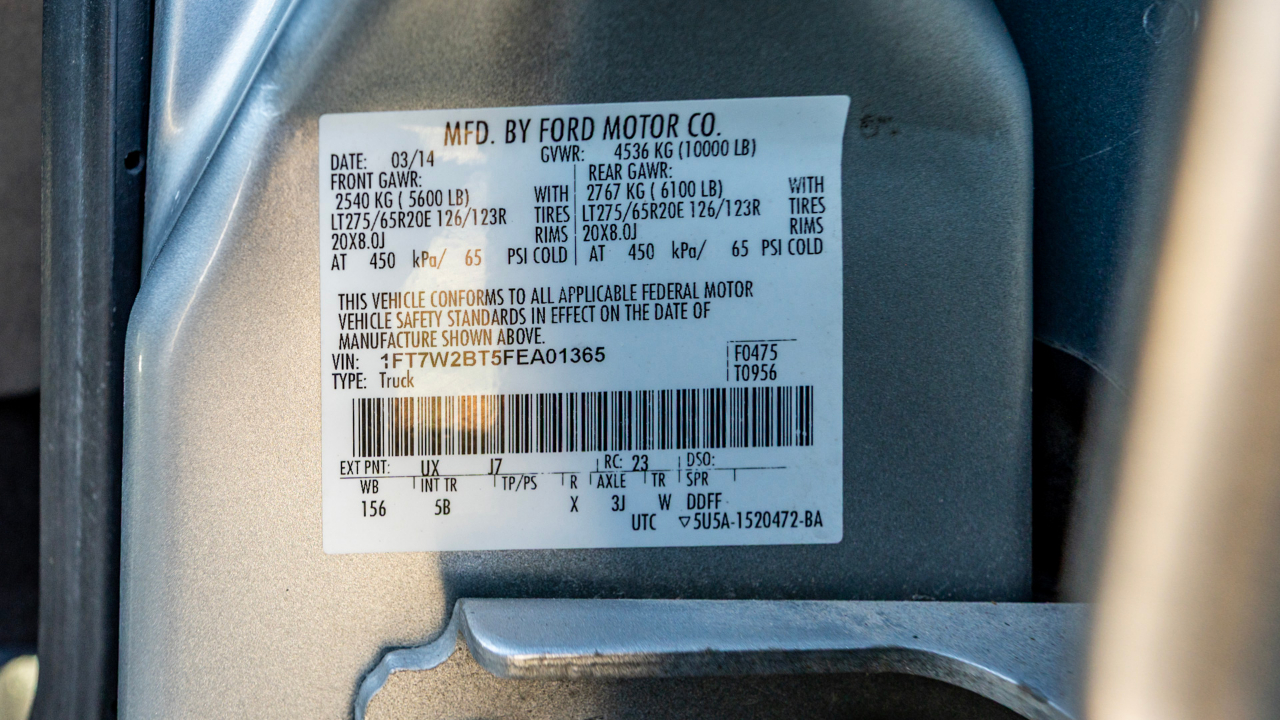 MFD. BY FORD MOTOR CO.
DATE: 03/14 GVWR: 4536 KG (10000 LB)
FRONT GAWR: REAR GAWR:
2540 KG ( 5600 LB) WITH 2767 KG ( 6100 LB) WITH
LT275/65R20E 126/123R TIRES LT275/65R20E 126/123R TIRES
20X8.0J RIMS 20X8.0J RIMS
AT 450 kPa/ 65 PSI COLD AT 450 kPa/ 65 PSI COLD
THIS VEHICLE CONFORMS TO ALL APPLICABLE FEDERAL MOTOR
VEHICLE SAFETY STANDARDS IN EFFECT ON THE DATE OF
MANUFACTURE SHOWN ABOVE.
VIN: 1FT7W2BT5FEA01365 F0475
TYPE: Truck T0956
EXT PNT: UX J7 RC: 23 DSO:
WB INT TR TP/PS R AXLE TR SPR
156 5B X 3J W DDFF
UTC ▽5U5A-1520472-BA